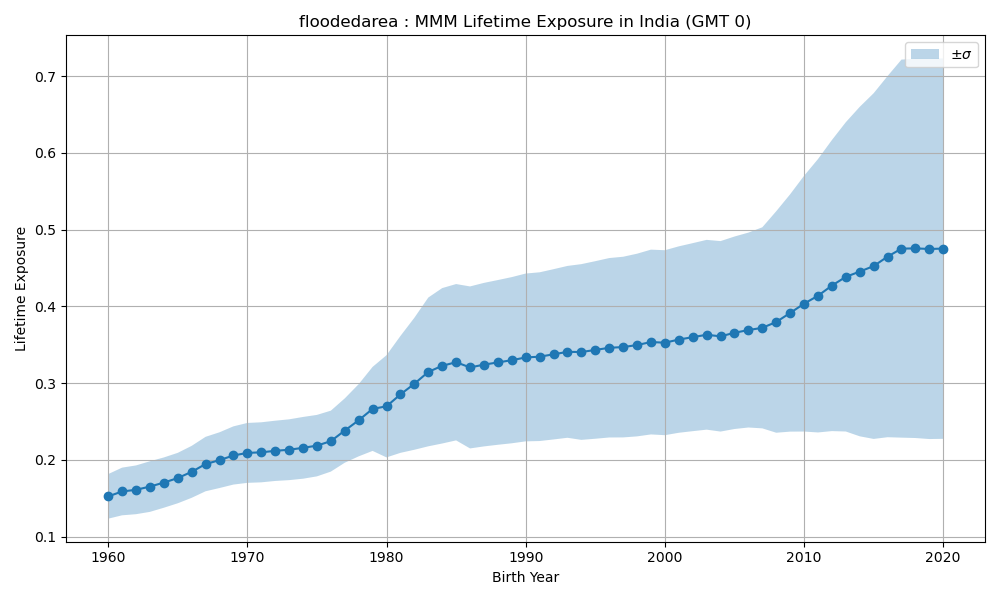 floodedarea : MMM Lifetime Exposure in India (GMT 0)
±σ
Lifetime Exposure
0.7
0.6
0.5
0.4
0.3
0.2
0.1
1960 1970 1980 1990 2000 2010 2020
Birth Year